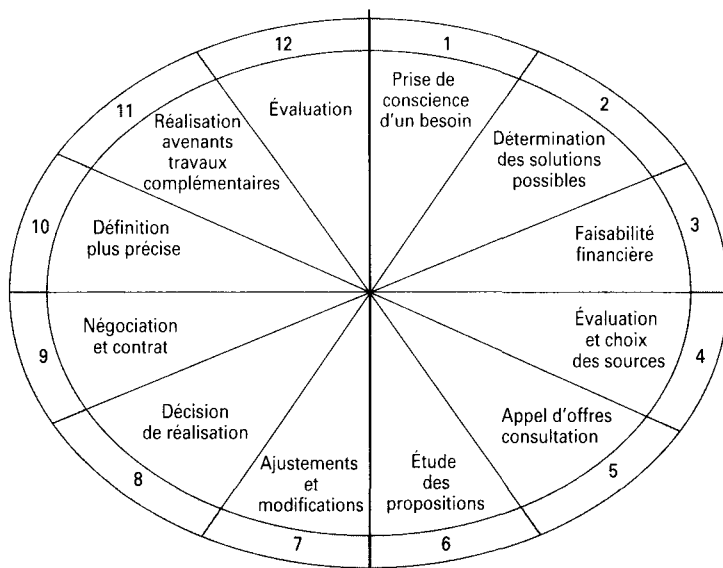 1
Prise de
conscience
d'un besoin
2
Détermination
des solutions
possibles
3
Faisabilité
financière
4
Évaluation
et choix
des sources
5
Appel d'offres
consultation
6
Étude
des
propositions
7
Ajustements
et
modifications
8
Décision
de réalisation
9
Négociation
et contrat
10
Définition
plus précise
11
Réalisation
avenants
travaux
complémentaires
12
Évaluation